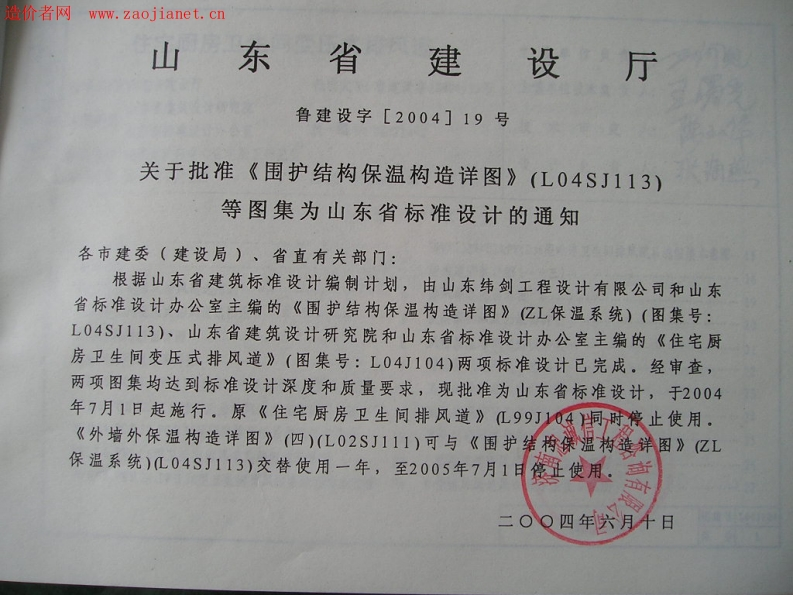 造价者网
www.zaojianet.cn
山东省建设厅
鲁建设字［2004］19号
关于批准《围护结构保温构造详图》(L04SJ113)
等图集为山东省标准设计的通知
各市建委（建设局）、省直有关部门：
根据山东省建筑标准设计编制计划，由山东纬剑工程设计有限公司和山东
省标准设计办公室主编的《围护结构保温构造详图》(ZL保温系统)(图集号：
L04SJ113)、山东省建筑设计研究院和山东省标准设计办公室主编的《住宅厨
房卫生间变压式排风道》(图集号：L04J104)两项标准设计已完成。经审查，
两项图集均达到标准设计深度和质量要求，现批准为山东省标准设计，于2004
年7月1日起施行。原《住宅厨房卫生间排风道》(L99J104)同时停止使用。
《外墙外保温构造详图》(四)(L02SJ111)可与《围护结构保温构造详图》(ZL
保温系统)(L04SJ113)交替使用一年，至2005年7月1日停止使用。
二〇〇四年六月十日